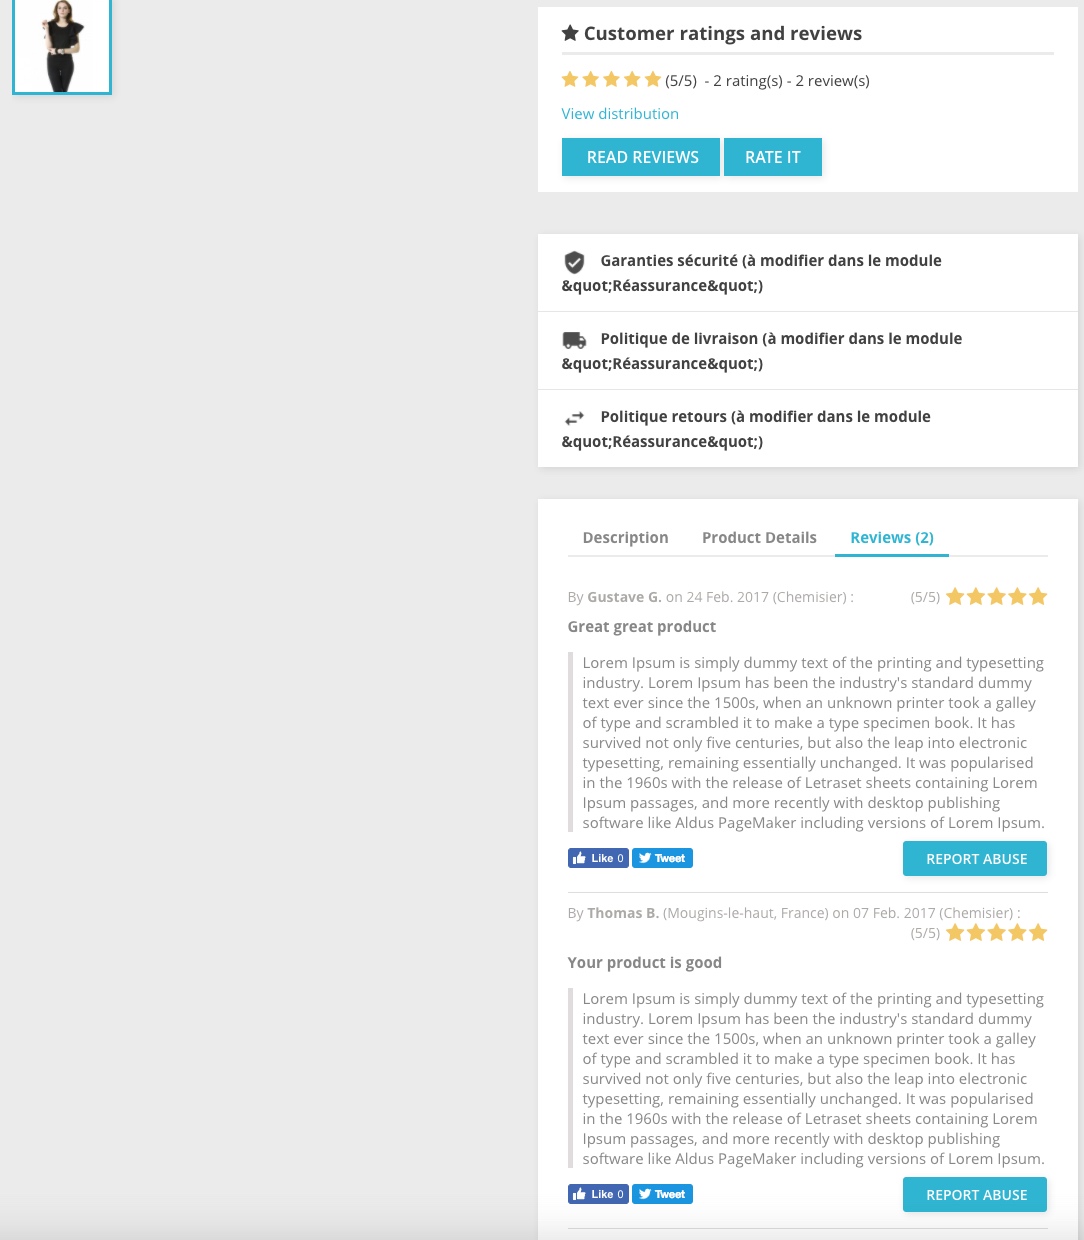 Customer ratings and reviews
(5/5) - 2 rating(s) - 2 review(s)
View distribution
READ REVIEWS RATE IT
Garanties sécurité (à modifier dans le module
&quot;Réassurance&quot;)
Politique de livraison (à modifier dans le module
&quot;Réassurance&quot;)
Politique retours (à modifier dans le module
&quot;Réassurance&quot;)
Description Product Details Reviews (2)
By Gustave G. on 24 Feb. 2017 (Chemisier) : (5/5)
Great great product
Lorem Ipsum is simply dummy text of the printing and typesetting
industry. Lorem Ipsum has been the industry's standard dummy
text ever since the 1500s, when an unknown printer took a galley
of type and scrambled it to make a type specimen book. It has
survived not only five centuries, but also the leap into electronic
typesetting, remaining essentially unchanged. It was popularised
in the 1960s with the release of Letraset sheets containing Lorem
Ipsum passages, and more recently with desktop publishing
software like Aldus PageMaker including versions of Lorem Ipsum.
Like 0 Tweet REPORT ABUSE
By Thomas B. (Mougins-le-haut, France) on 07 Feb. 2017 (Chemisier) :
(5/5)
Your product is good
Lorem Ipsum is simply dummy text of the printing and typesetting
industry. Lorem Ipsum has been the industry's standard dummy
text ever since the 1500s, when an unknown printer took a galley
of type and scrambled it to make a type specimen book. It has
survived not only five centuries, but also the leap into electronic
typesetting, remaining essentially unchanged. It was popularised
in the 1960s with the release of Letraset sheets containing Lorem
Ipsum passages, and more recently with desktop publishing
software like Aldus PageMaker including versions of Lorem Ipsum.
Like 0 Tweet REPORT ABUSE